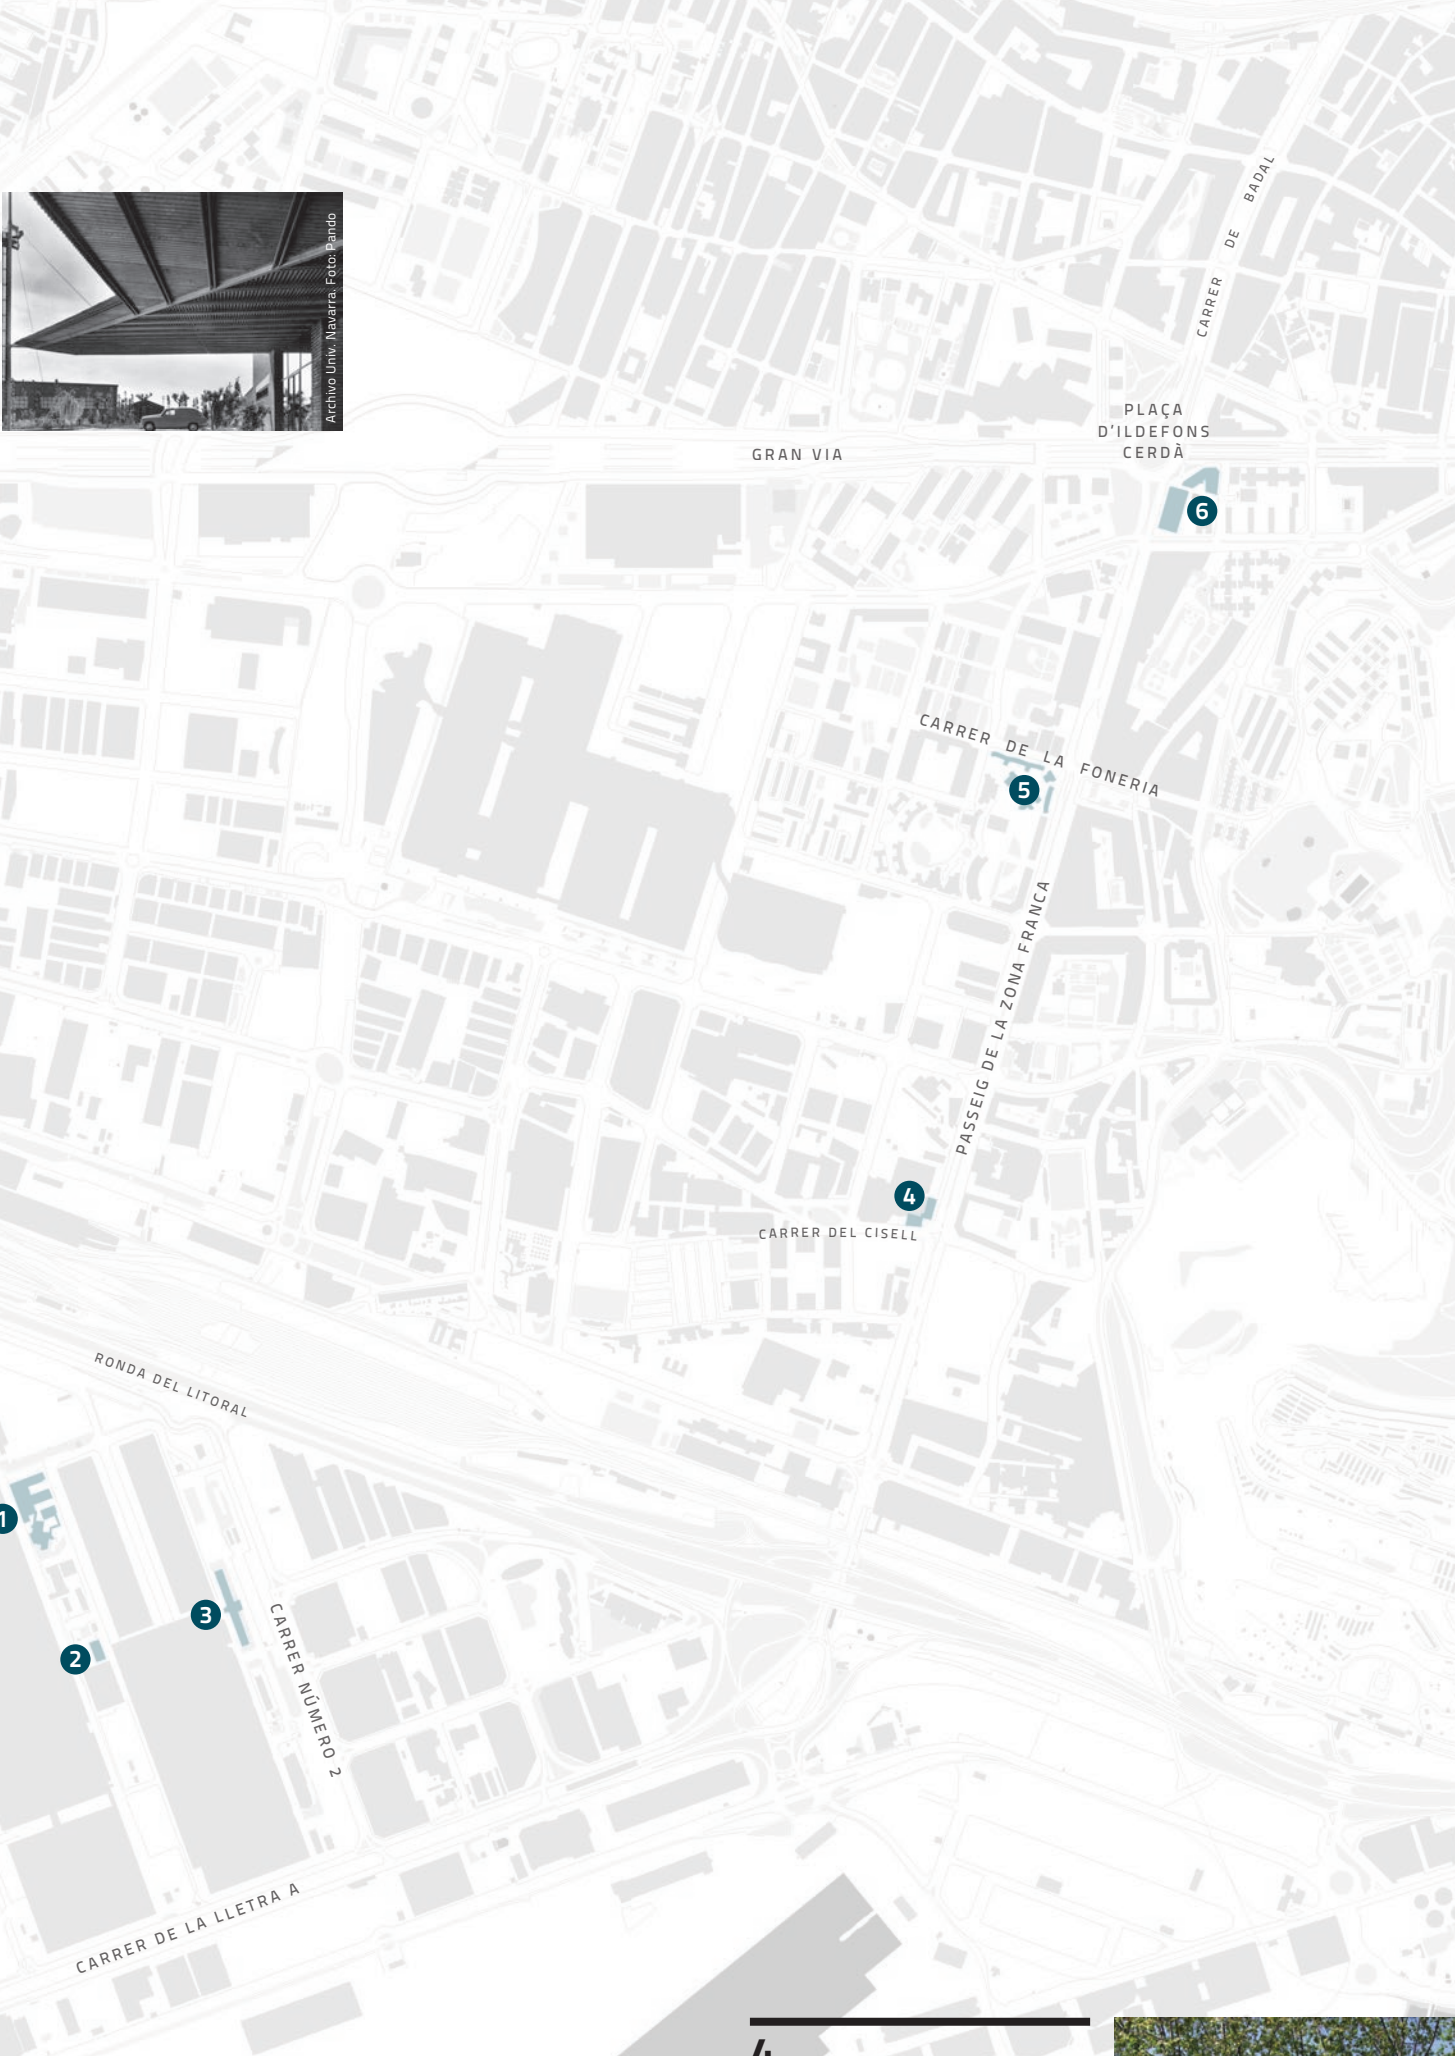 CARRER DE BADAL
Archivo Univ. Navarra. Foto: Pando
PLAÇA
D'ILDEFONS
CERDÀ
GRAN VIA
6
CARRER DE LA FONERIA
5
PASSEIG DE LA ZONA FRANCA
4
CARRER DEL CISELL
RONDA DEL LITORAL
1
3
CARRER NÚMERO 2
2
CARRER DE LA LLETRA A
4